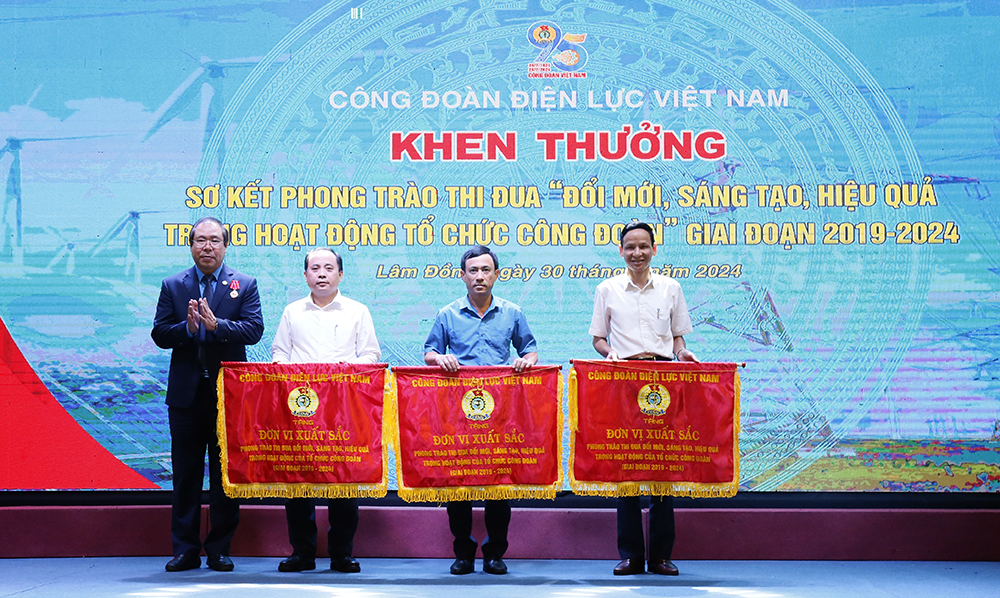 CÔNG ĐOÀN VIỆT NAM
CÔNG ĐOÀN ĐIỆN LỰC VIỆT NAM
KHEN THƯỞNG
SƠ KẾT PHONG TRÀO THI ĐUA “ĐỔI MỚI, SÁNG TẠO, HIỆU QUẢ
TRONG HOẠT ĐỘNG TỔ CHỨC CÔNG ĐOÀN” GIAI ĐOẠN 2019-2024
Lâm Đồng, ngày 30 tháng năm 2024
CÔNG ĐOÀN ĐIỆN LỰC VIỆT NAM
TẶNG
ĐƠN VỊ XUẤT SẮC
PHONG TRÀO THI ĐUA ĐỔI MỚI, SÁNG TẠO, HIỆU QUẢ
TRONG HOẠT ĐỘNG CỦA TỔ CHỨC CÔNG ĐOÀN
(GIAI ĐOẠN 2019 - 2024)
CÔNG ĐOÀN ĐIỆN LỰC VIỆT NAM
TẶNG
ĐƠN VỊ XUẤT SẮC
PHONG TRÀO THI ĐUA ĐỔI MỚI, SÁNG TẠO, HIỆU QUẢ
TRONG HOẠT ĐỘNG CỦA TỔ CHỨC CÔNG ĐOÀN
(GIAI ĐOẠN 2019 - 2024)
CÔNG ĐOÀN ĐIỆN LỰC VIỆT NAM
TẶNG
ĐƠN VỊ XUẤT SẮC
PHONG TRÀO THI ĐUA ĐỔI MỚI, SÁNG TẠO, HIỆU QUẢ
TRONG HOẠT ĐỘNG CỦA TỔ CHỨC CÔNG ĐOÀN
(GIAI ĐOẠN 2019 - 2024)